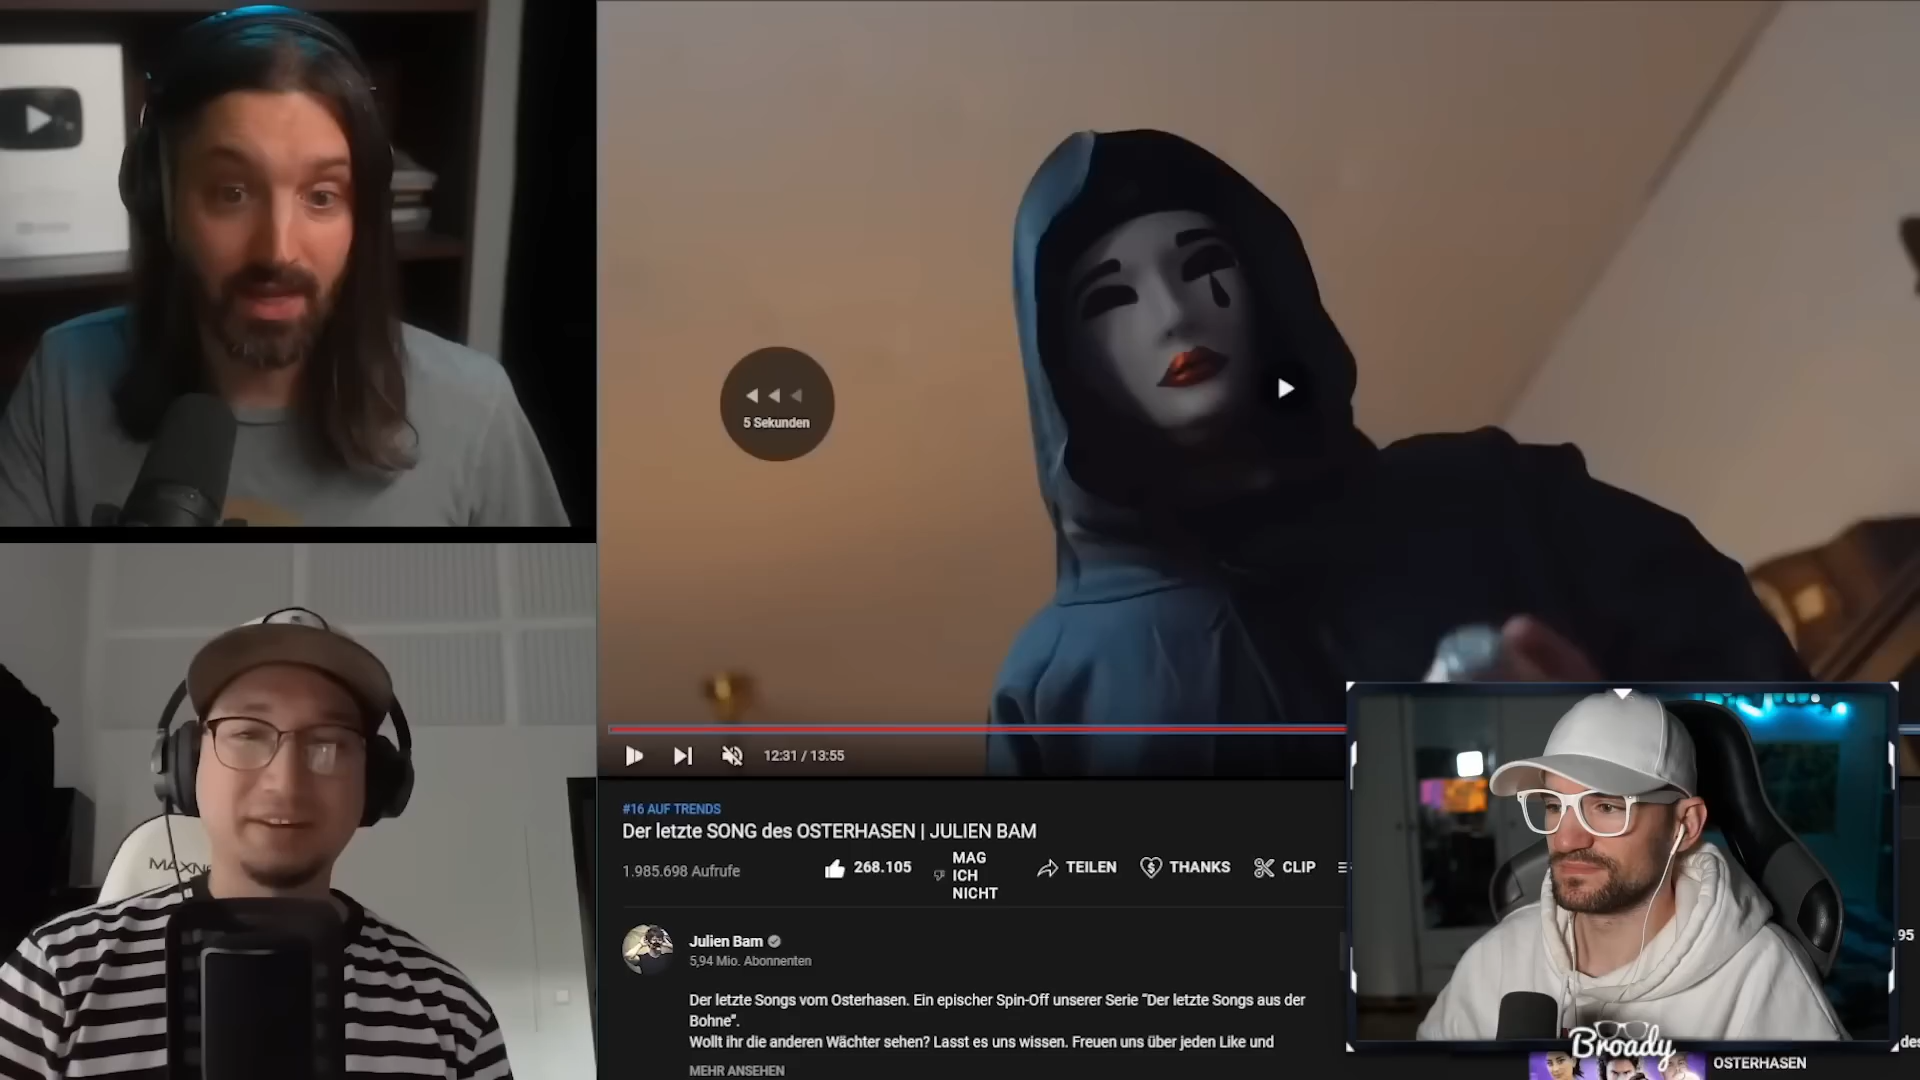 5 Sekunden
12:31 / 13:55
#16 AUF TRENDS
Der letzte SONG des OSTERHASEN | JULIEN BAM
1.985.698 Aufrufe
268.105
MAG
ICH
NICHT
TEILEN
THANKS
CLIP
Julien Bam
5,94 Mio. Abonnenten
Der letzte Songs vom Osterhasen. Ein epischer Spin-Off unserer Serie "Der letzte Songs aus der
Bohne".
Wollt ihr die anderen Wächter sehen? Lasst es uns wissen. Freuen uns über jeden Like und
MEHR ANSEHEN
Broady
OSTERHASEN